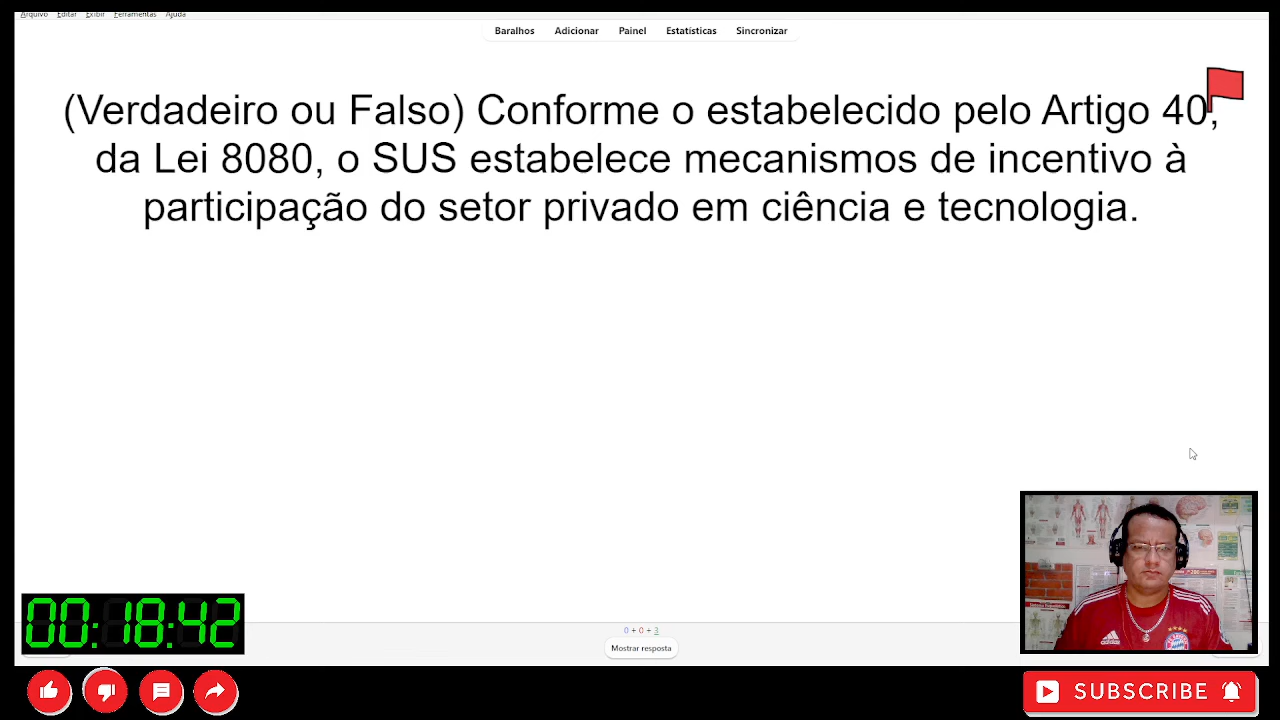 Arquivo Editar Exibir Ferramentas Ajuda
Baralhos Adicionar Painel Estatísticas Sincronizar
(Verdadeiro ou Falso) Conforme o estabelecido pelo Artigo 40,
da Lei 8080, o SUS estabelece mecanismos de incentivo à
participação do setor privado em ciência e tecnologia.
00:18:42
0 + 0 + 3
Mostrar resposta
adidas
SUBSCRIBE